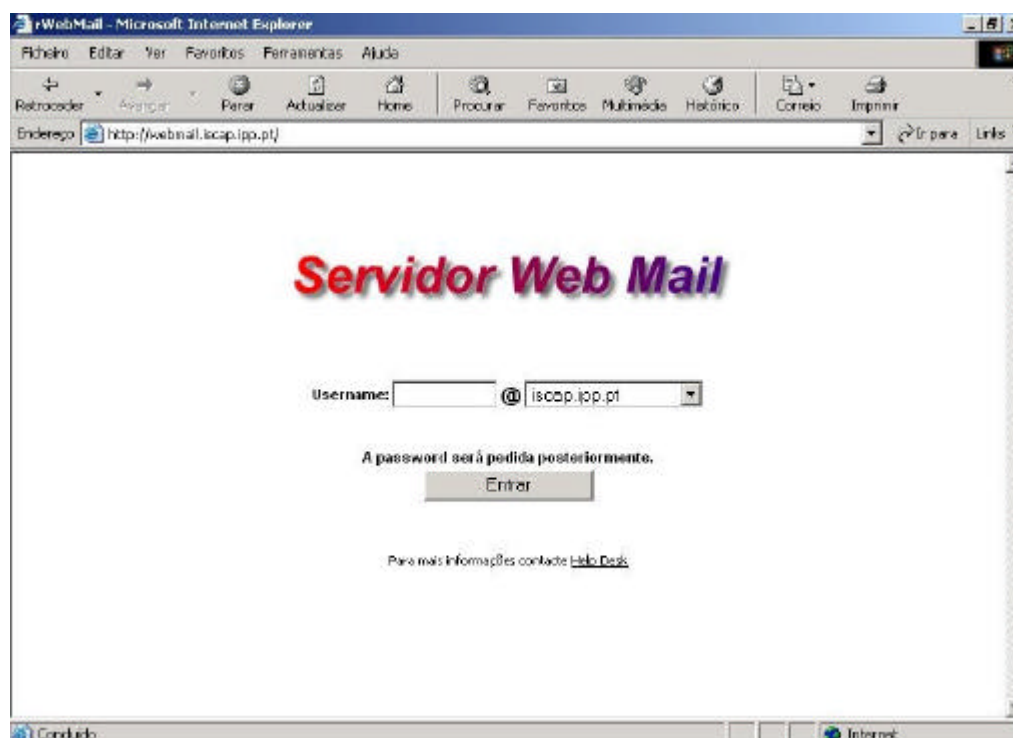 rWebMail - Microsoft Internet Explorer
Ficheiro Editar Ver Favoritos Ferramentas Ajuda
Retroceder Avançar Parar Actualizar Home Procurar Favoritos Multimédia Histórico Correio Imprimir
Endereço http://webmail.iscap.ipp.pt/ Ir para Links
Servidor Web Mail
Username: @ iscap.ipp.pt
A password será pedida posteriormente.
Entrar
Para mais informações contacte Help Desk
Concluído Internet